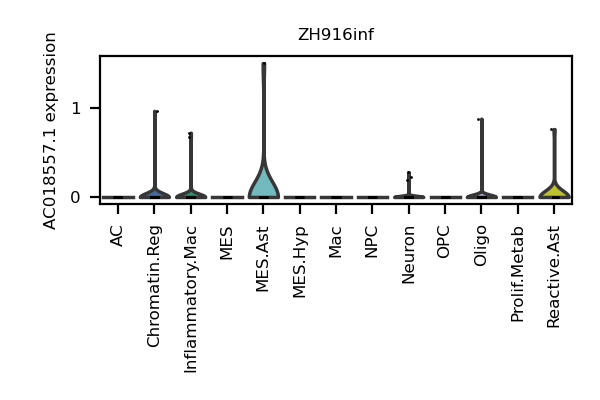 ZH916inf
AC018557.1 expression
1
0
AC
Chromatin.Reg
Inflammatory.Mac
MES
MES.Ast
MES.Hyp
Mac
NPC
Neuron
OPC
Oligo
Prolif.Metab
Reactive.Ast